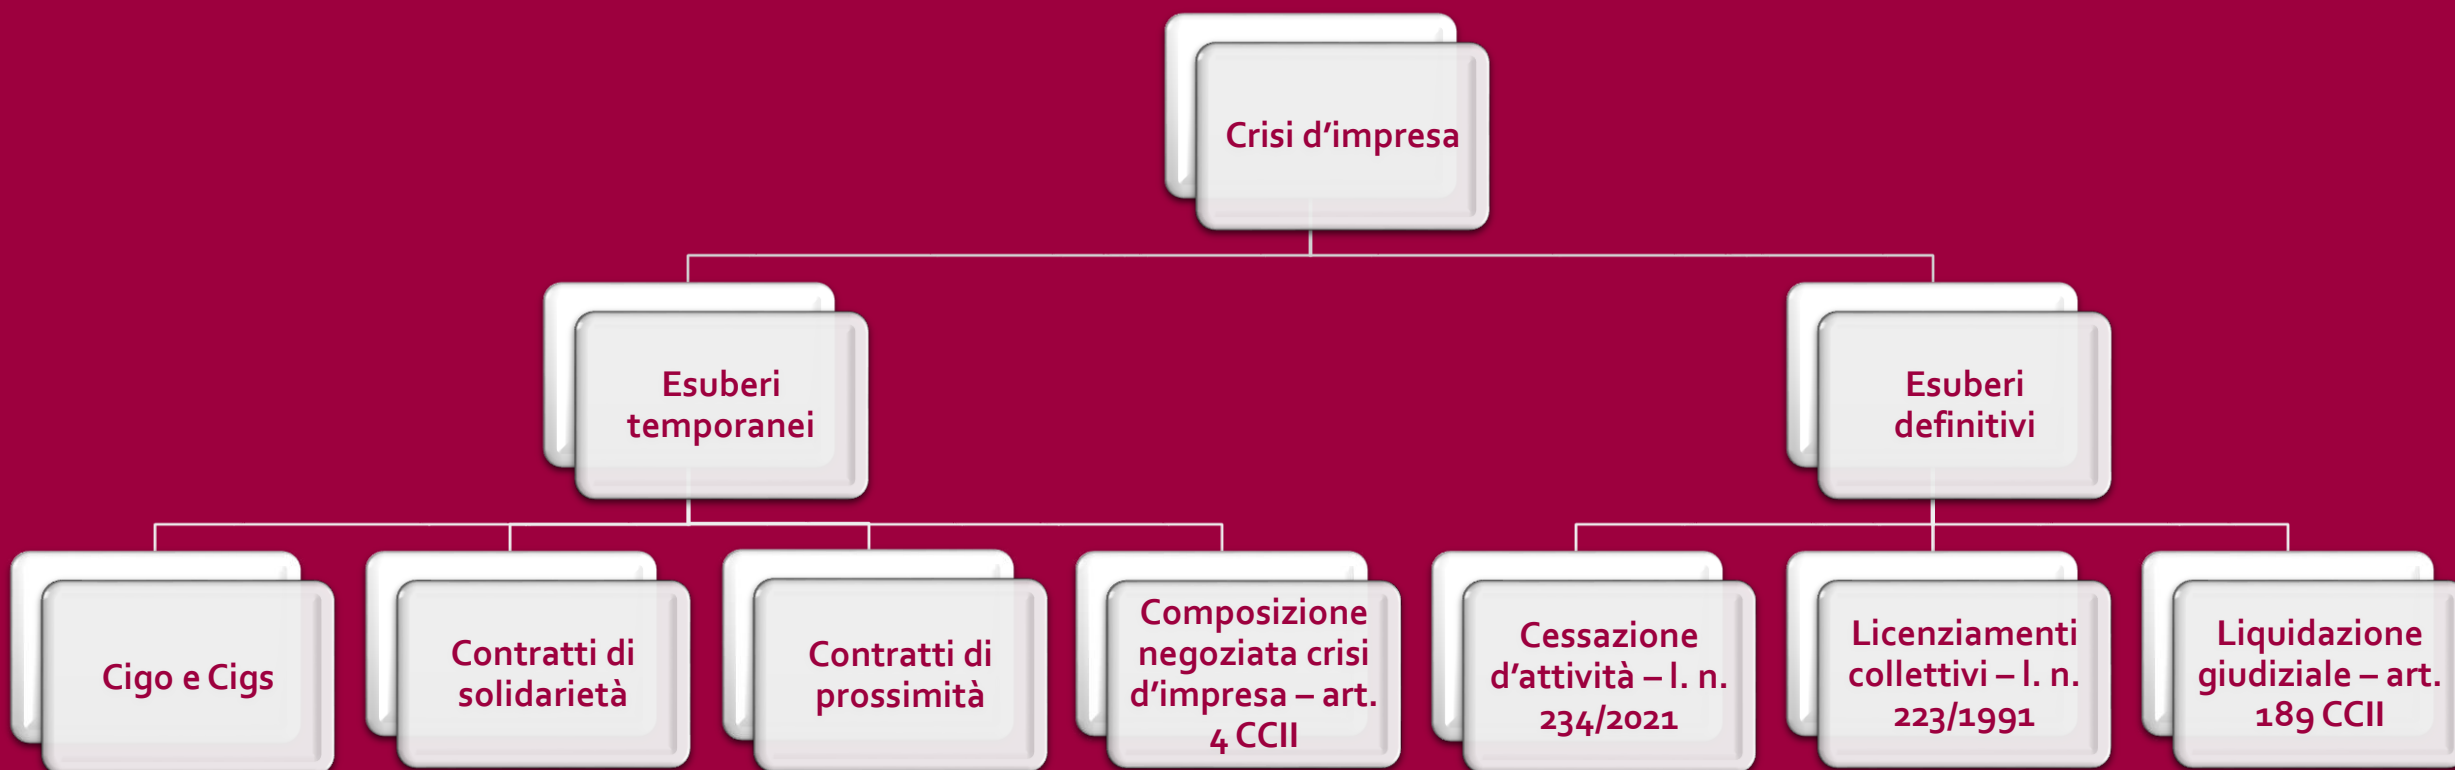 Crisi d’impresa
Esuberi
temporanei
Esuberi
definitivi
Cigo e Cigs
Contratti di
solidarietà
Contratti di
prossimità
Composizione
negoziata crisi
d’impresa – art.
4 CCII
Cessazione
d’attività – l. n.
234/2021
Licenziamenti
collettivi – l. n.
223/1991
Liquidazione
giudiziale – art.
189 CCII